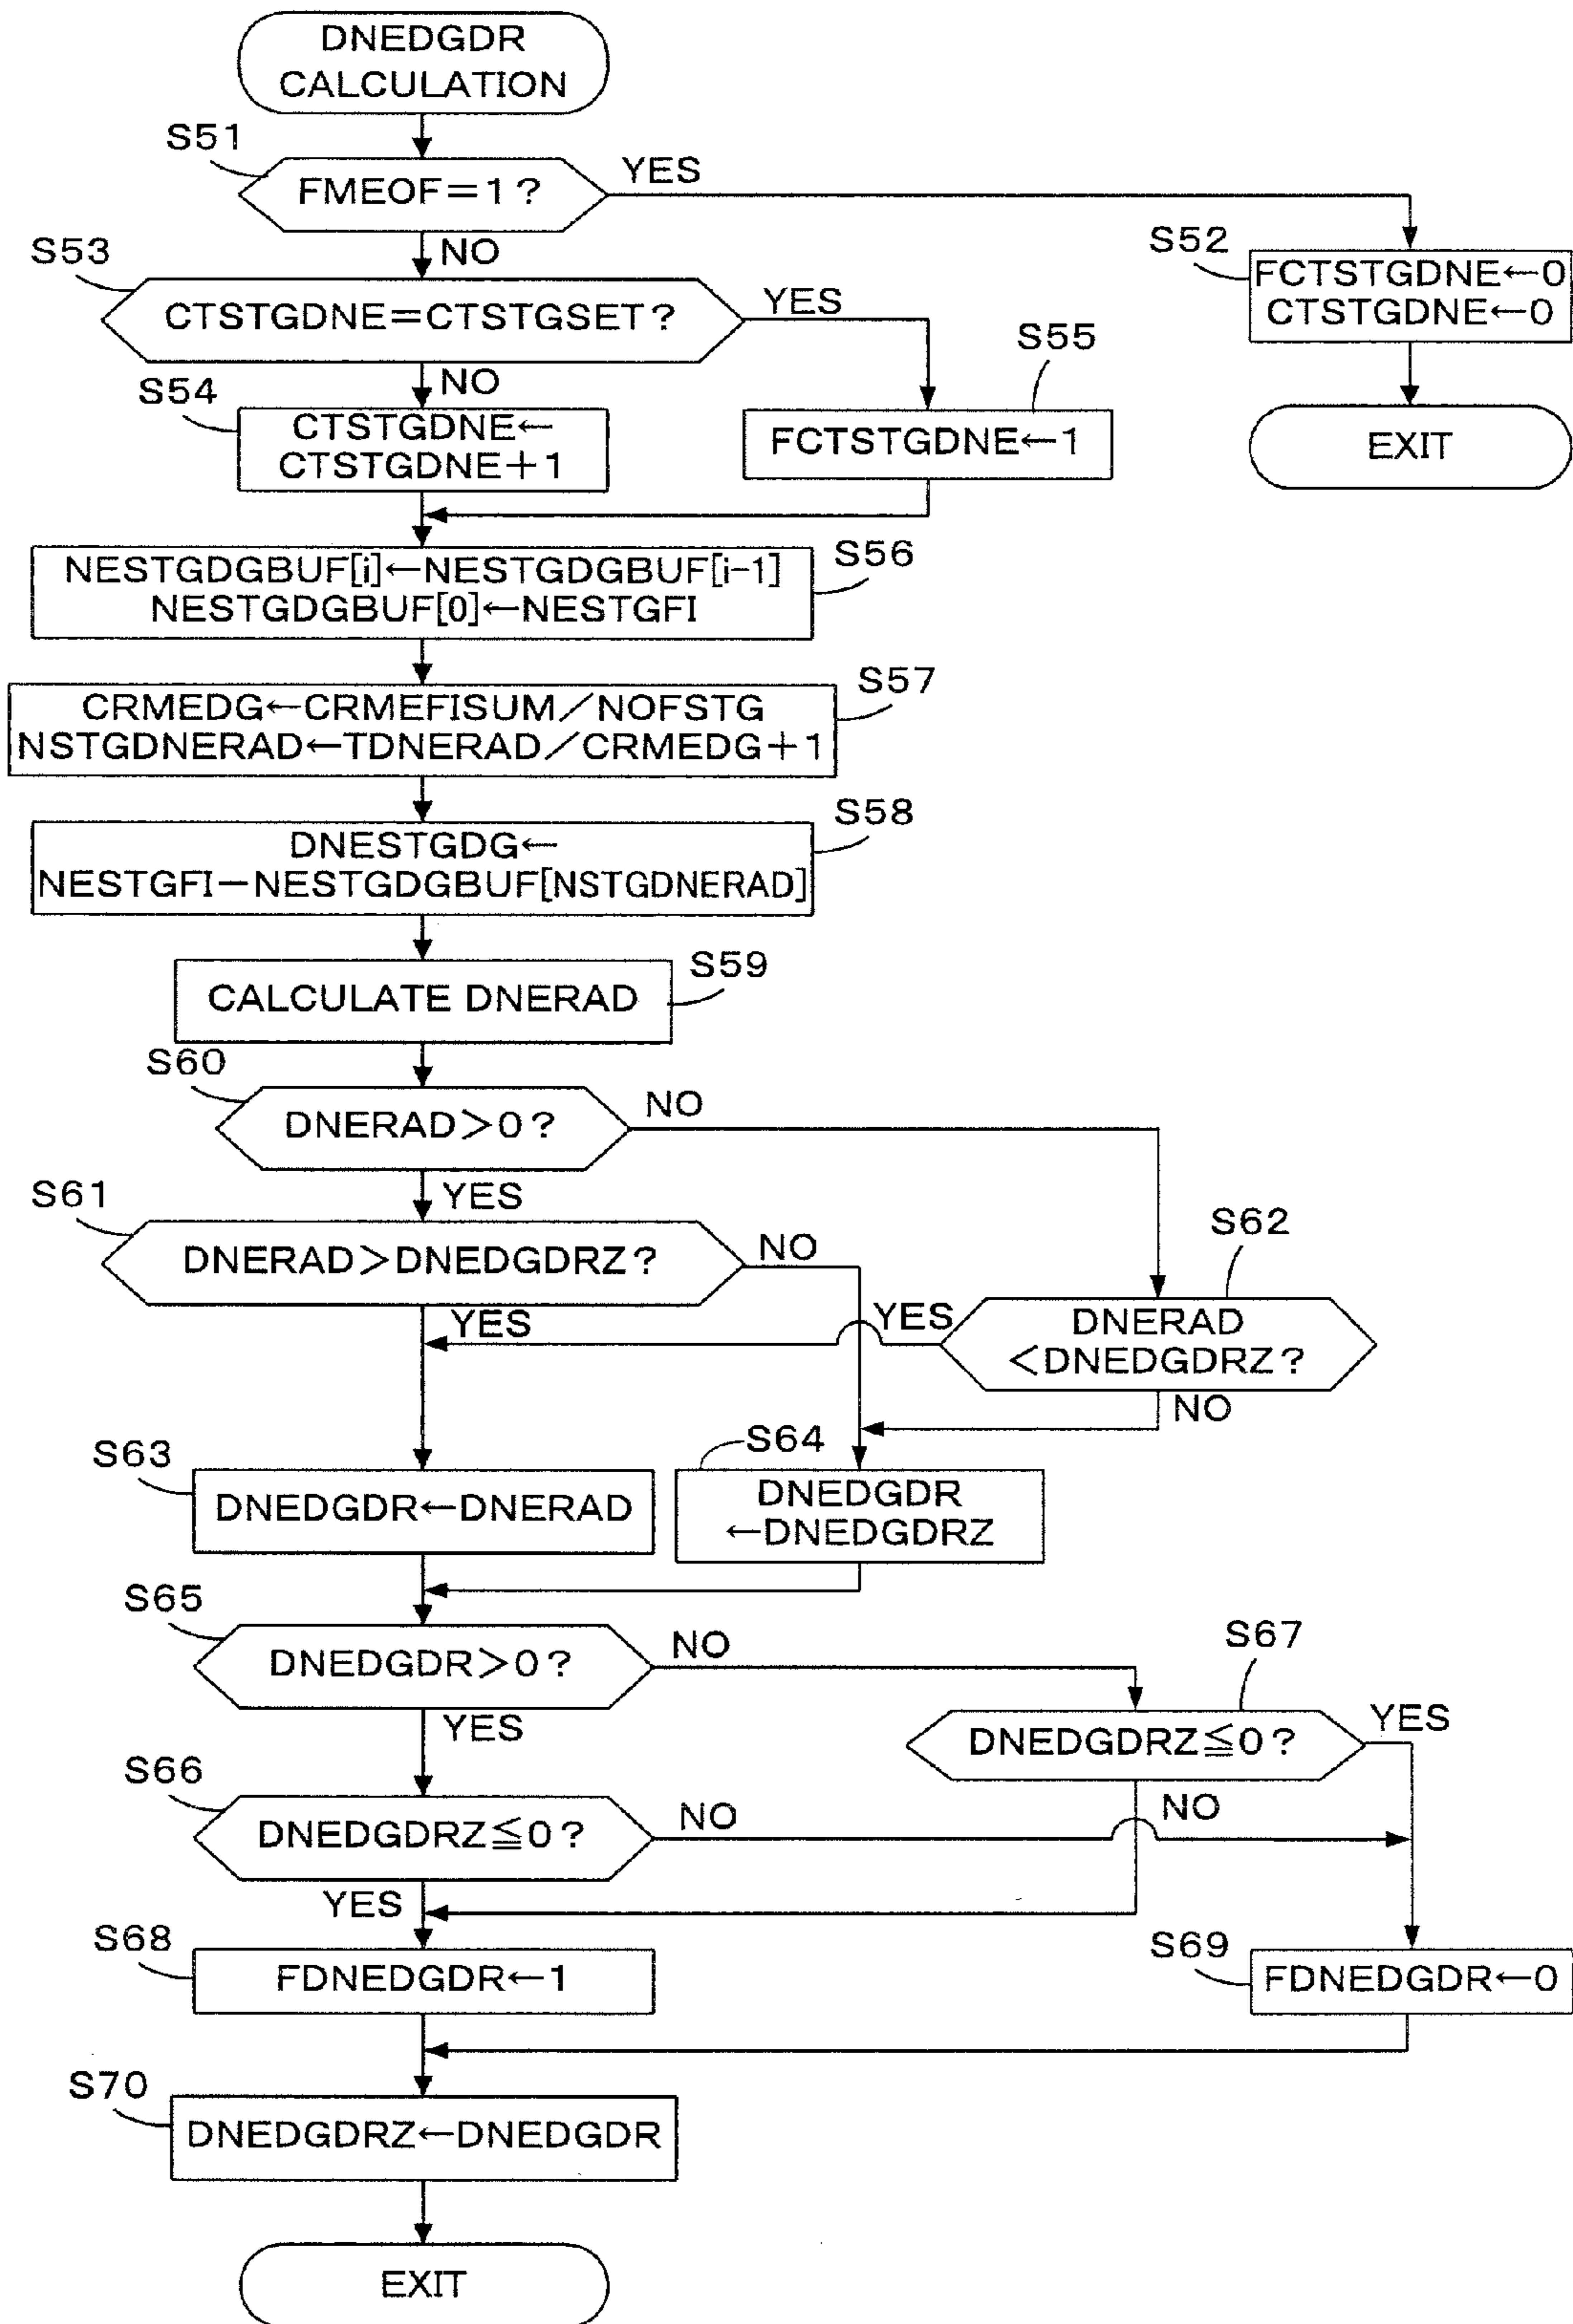 DNEDGDR
CALCULATION
S51
FMEOF=1?
YES
NO
S52
FCTSTGDNE←0
CTSTGDNE←0
EXIT
S53
CTSTGDNE=CTSTGSET?
YES
NO
S54
CTSTGDNE←
CTSTGDNE+1
S55
FCTSTGDNE←1
NESTGDGBUF[i]←NESTGDGBUF[i-1]
NESTGDGBUF[0]←NESTGFI
S56
CRMEDG←CRMEFISUM/NOFSTG
NSTGDNERAD←TDNERAD/CRMEDG+1
S57
DNESTGDG←
NESTGFI-NESTGDGBUF[NSTGDNERAD]
S58
CALCULATE DNERAD
S59
S60
DNERAD>0?
NO
YES
S61
DNERAD>DNEDGDRZ?
NO
YES
S62
DNERAD
<DNEDGDRZ?
YES
NO
S63
DNEDGDR←DNERAD
S64
DNEDGDR
←DNEDGDRZ
S65
DNEDGDR>0?
NO
YES
S67
DNEDGDRZ≦0?
YES
NO
S66
DNEDGDRZ≦0?
NO
YES
S68
FDNEDGDR←1
S69
FDNEDGDR←0
S70
DNEDGDRZ←DNEDGDR
EXIT